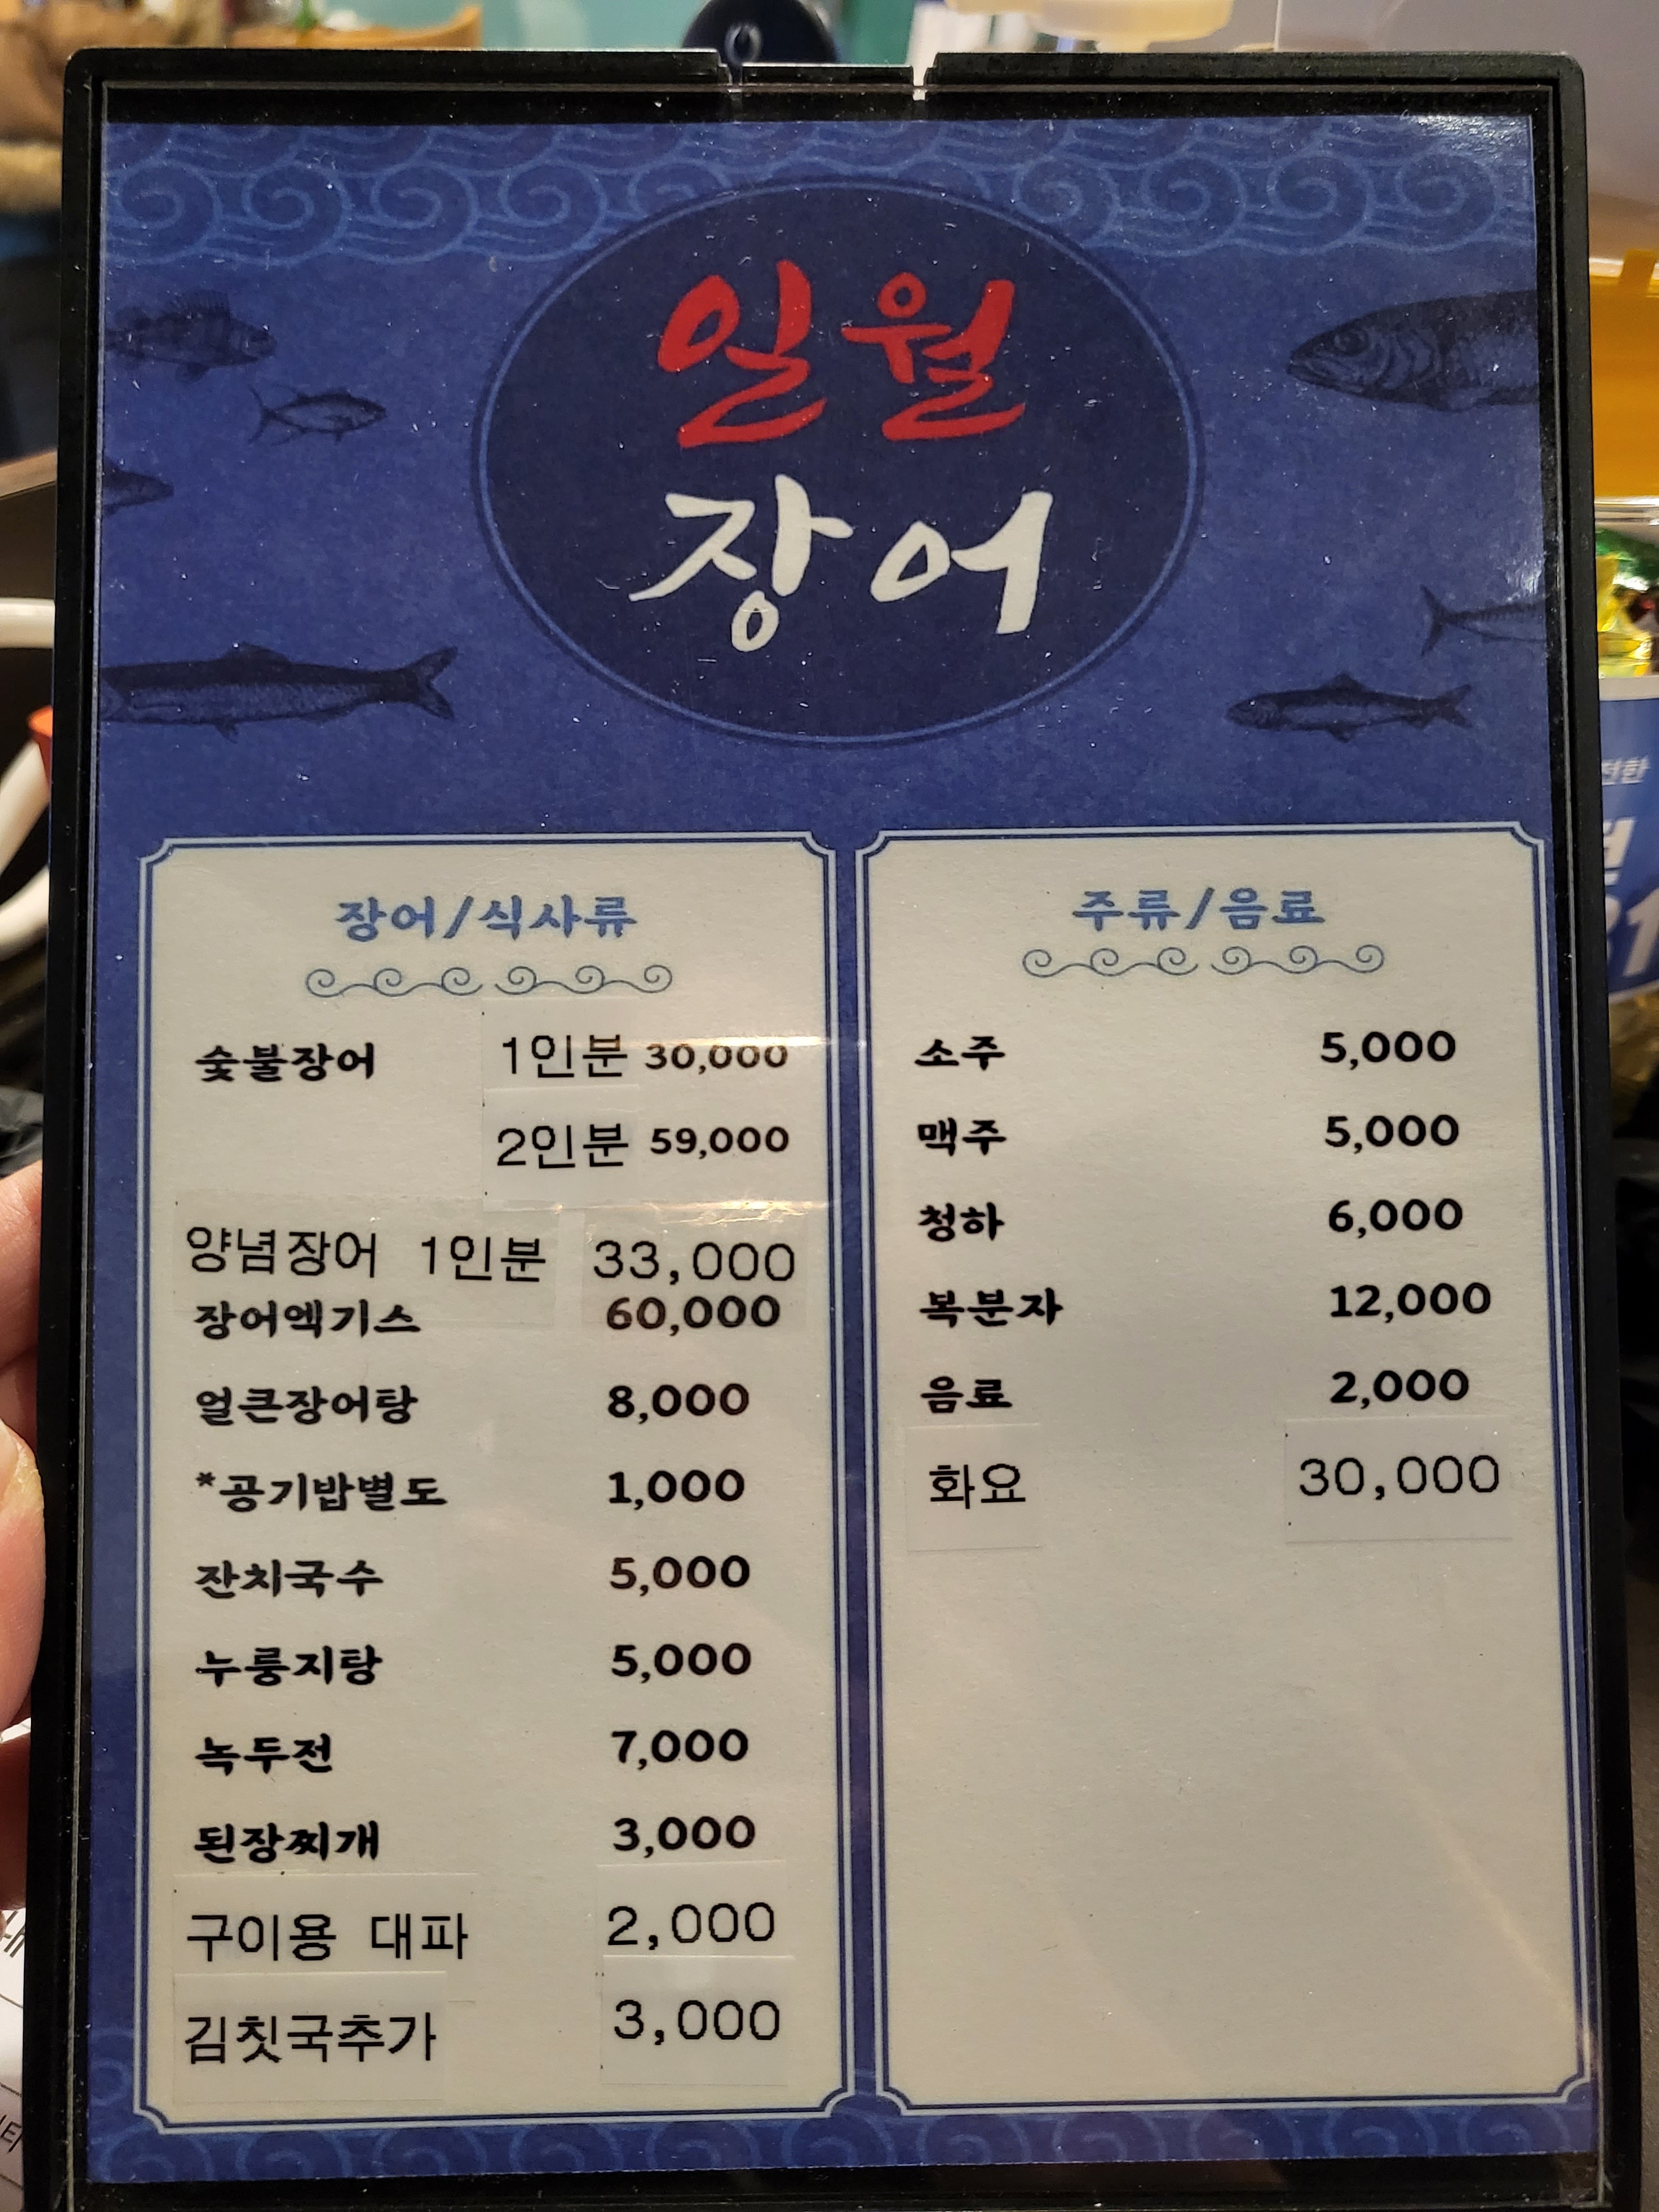 일월
장어
장어/식사류
숯불장어 1인분 30,000
2인분 59,000
양념장어 1인분 33,000
장어엑기스 60,000
얼큰장어탕 8,000
*공기밥별도 1,000
잔치국수 5,000
누룽지탕 5,000
녹두전 7,000
된장찌개 3,000
구이용 대파 2,000
김칫국추가 3,000
주류/음료
소주 5,000
맥주 5,000
청하 6,000
복분자 12,000
음료 2,000
화요 30,000